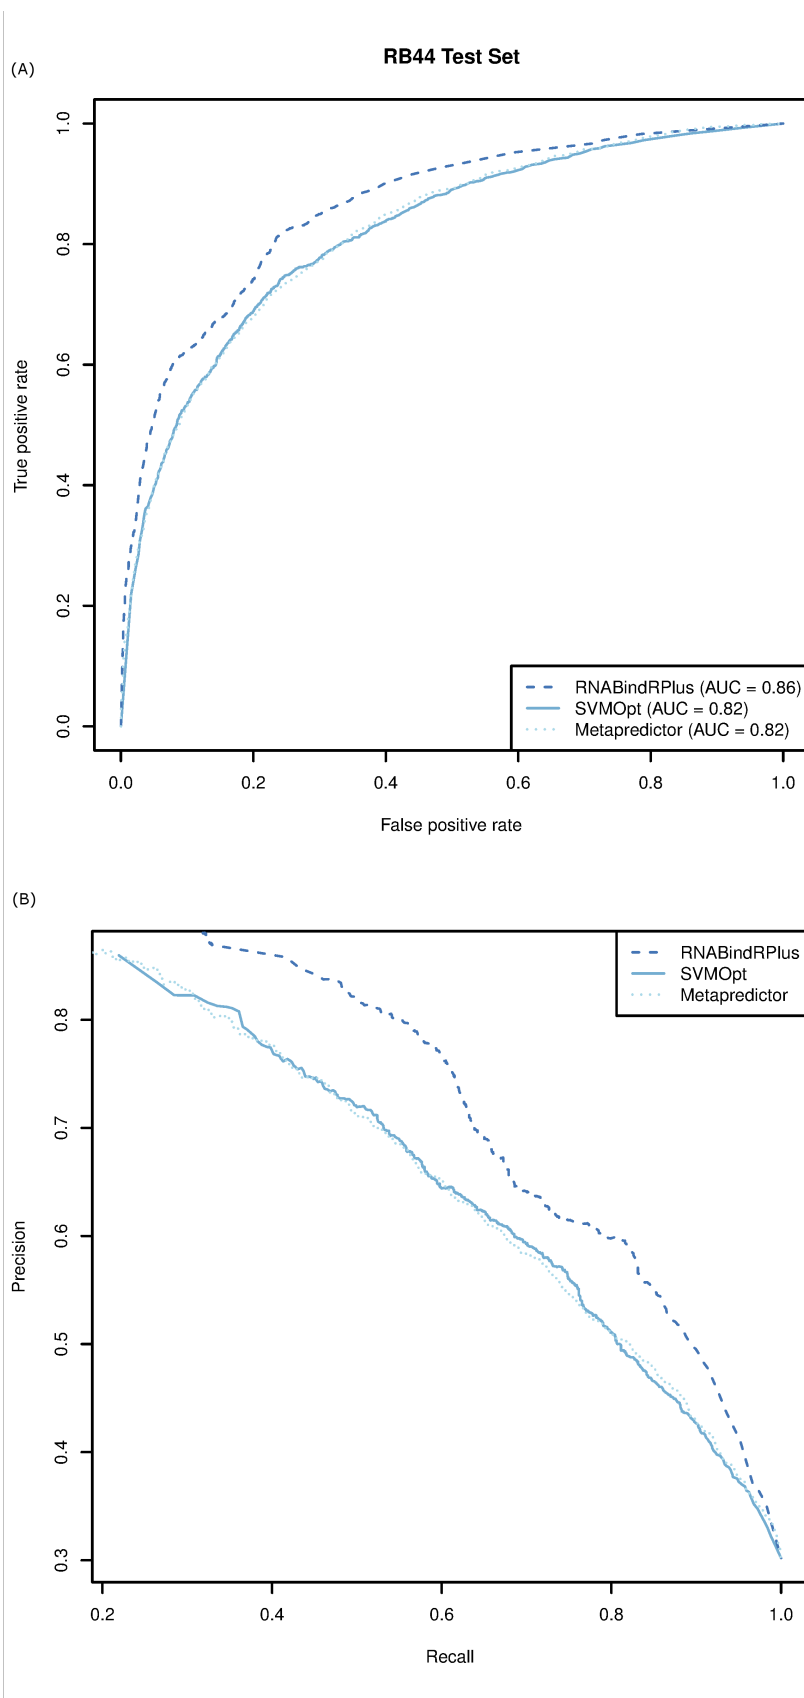 RB44 Test Set
(A)
1.0
0.8
0.6
0.4
0.2
0.0
True positive rate
RNABindRPlus (AUC = 0.86)
SVMOpt (AUC = 0.82)
Metapredictor (AUC = 0.82)
0.0 0.2 0.4 0.6 0.8 1.0
False positive rate
(B)
RNABindRPlus
SVMOpt
Metapredictor
0.8
0.7
0.6
0.5
0.4
0.3
Precision
0.2 0.4 0.6 0.8 1.0
Recall